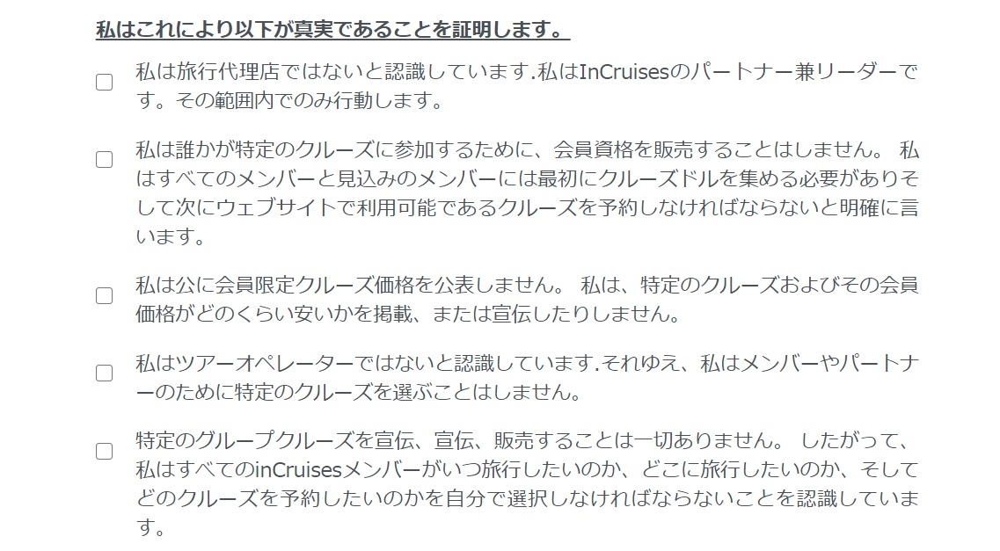 私はこれにより以下が真実であることを証明します。
私は旅行代理店ではないと認識しています.私はInCruisesのパートナー兼リーダーで
す。その範囲内でのみ行動します。
私は誰かが特定のクルーズに参加するために、会員資格を販売することはしません。 私
はすべてのメンバーと見込みのメンバーには最初にクルーズドルを集める必要がありそ
して次にウェブサイトで利用可能であるクルーズを予約しなければならないと明確に言
います。
私は公に会員限定クルーズ価格を公表しません。 私は、特定のクルーズおよびその会員
価格がどのくらい安いかを掲載、または宣伝したりしません。
私はツアーオペレーターではないと認識しています.それゆえ、私はメンバーやパートナ
ーのために特定のクルーズを選ぶことはしません。
特定のグループクルーズを宣伝、宣伝、販売することは一切ありません。 したがって、
私はすべてのinCruisesメンバーがいつ旅行したいのか、どこに旅行したいのか、そして
どのクルーズを予約したいのかを自分で選択しなければならないことを認識していま
す。